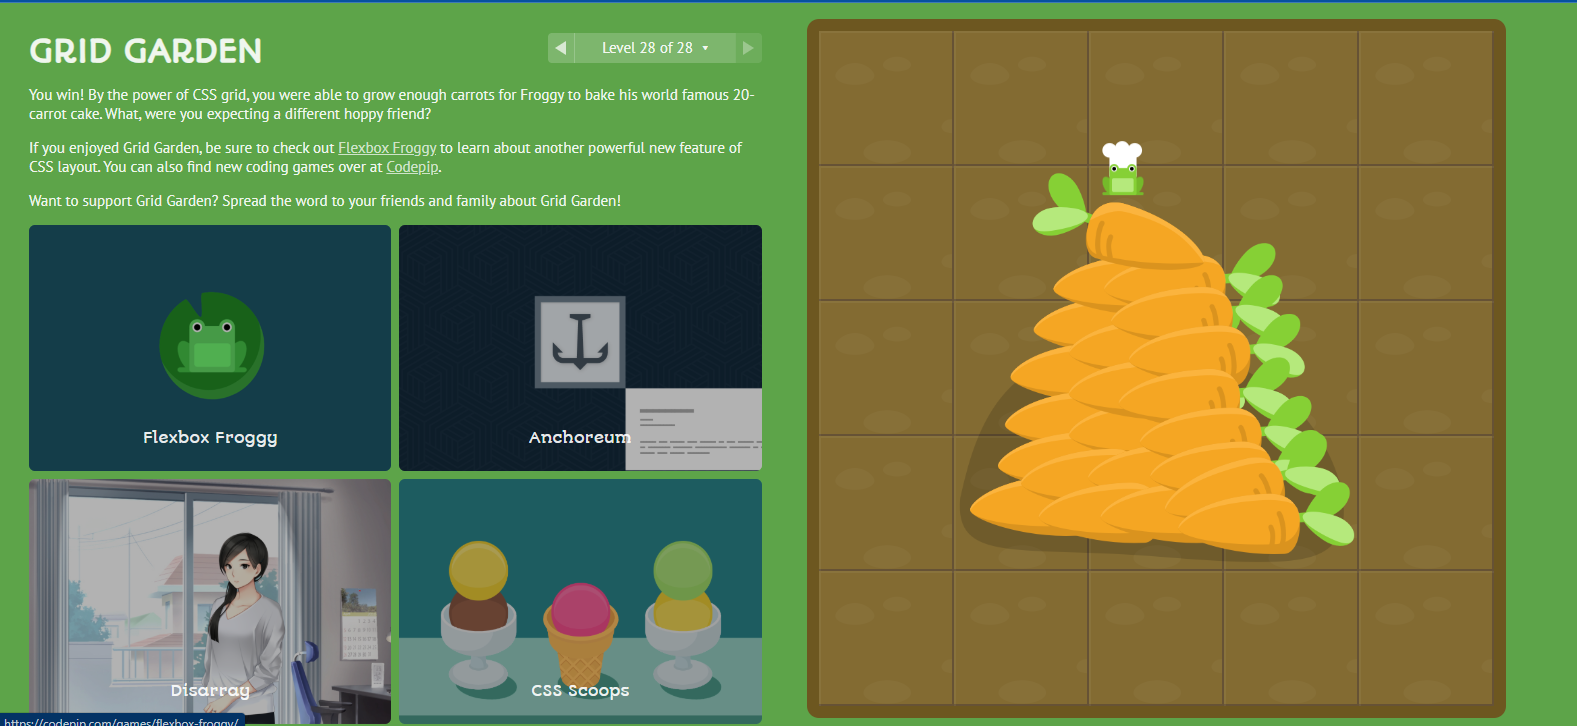 GRID GARDEN
Level 28 of 28
You win! By the power of CSS grid, you were able to grow enough carrots for Froggy to bake his world famous 20-
carrot cake. What, were you expecting a different hoppy friend?
If you enjoyed Grid Garden, be sure to check out Flexbox Froggy to learn about another powerful new feature of
CSS layout. You can also find new coding games over at Codepip.
Want to support Grid Garden? Spread the word to your friends and family about Grid Garden!
Flexbox Froggy
Anchoreum
Disarray
CSS Scoops
https://codepip.com/games/flexbox-froggy/